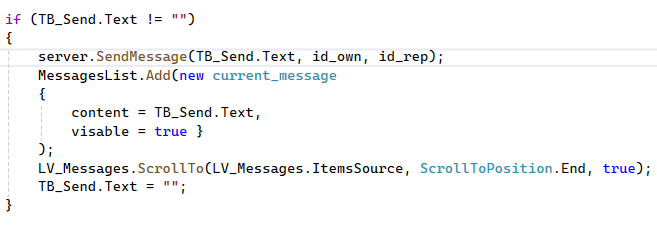 if (TB_Send.Text != "")
{
server.SendMessage(TB_Send.Text, id_own, id_rep);
MessagesList.Add(new current_message
{
content = TB_Send.Text,
visable = true }
);
LV_Messages.ScrollTo(LV_Messages.ItemsSource, ScrollToPosition.End, true);
TB_Send.Text = "";
}